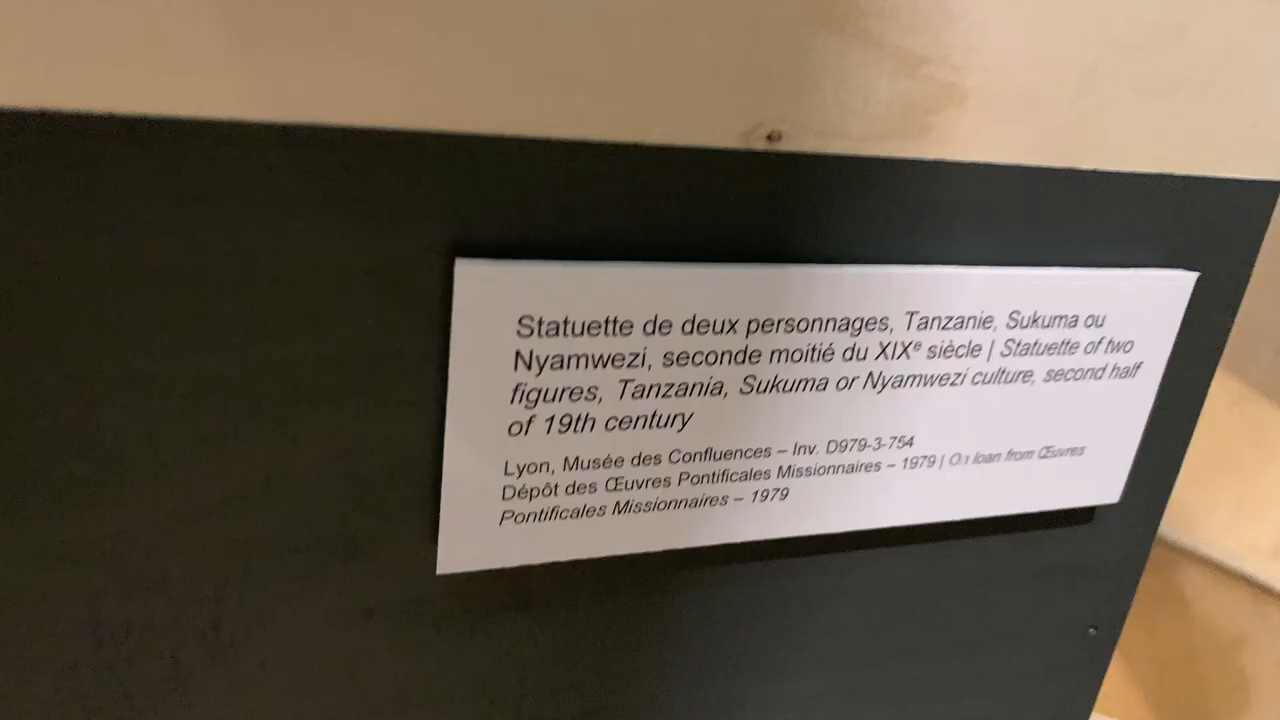 Statuette de deux personnages, Tanzanie, Sukuma ou
Nyamwezi, seconde moitié du XIXᵉ siècle | Statuette of two
figures, Tanzania, Sukuma or Nyamwezi culture, second half
of 19th century
Lyon, Musée des Confluences – Inv. D979-3-754
Dépôt des Œuvres Pontificales Missionnaires – 1979 | On loan from Œuvres
Pontificales Missionnaires – 1979